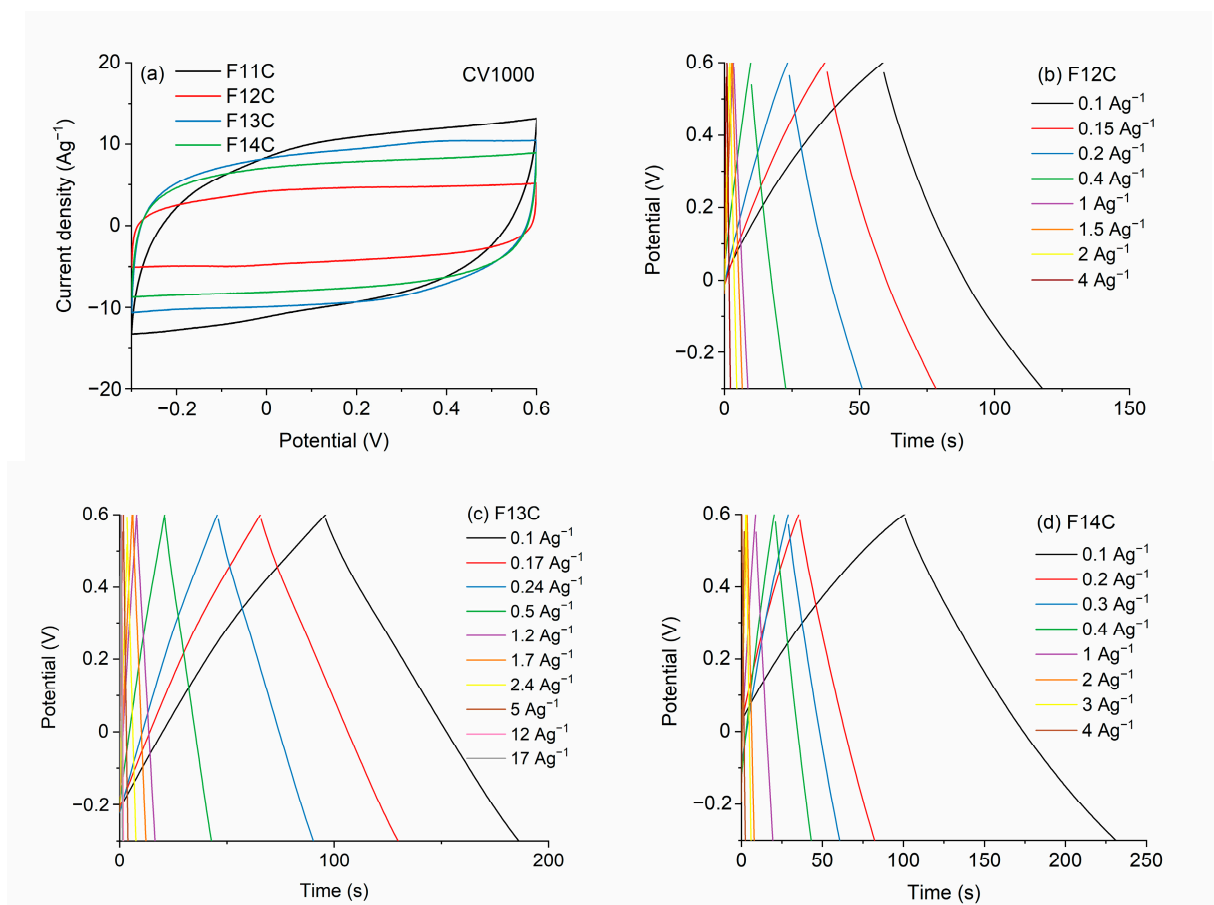 (a)
F11C
F12C
F13C
F14C
CV1000
20
10
0
−10
−20
Current density (Ag⁻¹)
−0.2
0
0.2
0.4
0.6
Potential (V)
(b) F12C
0.1 Ag⁻¹
0.15 Ag⁻¹
0.2 Ag⁻¹
0.4 Ag⁻¹
1 Ag⁻¹
1.5 Ag⁻¹
2 Ag⁻¹
4 Ag⁻¹
0.6
0.4
0.2
0
−0.2
Potential (V)
0
50
100
150
Time (s)
(c) F13C
0.1 Ag⁻¹
0.17 Ag⁻¹
0.24 Ag⁻¹
0.5 Ag⁻¹
1.2 Ag⁻¹
1.7 Ag⁻¹
2.4 Ag⁻¹
5 Ag⁻¹
12 Ag⁻¹
17 Ag⁻¹
0.6
0.4
0.2
0
−0.2
Potential (V)
0
100
200
Time (s)
(d) F14C
0.1 Ag⁻¹
0.2 Ag⁻¹
0.3 Ag⁻¹
0.4 Ag⁻¹
1 Ag⁻¹
2 Ag⁻¹
3 Ag⁻¹
4 Ag⁻¹
0.6
0.4
0.2
0
−0.2
Potential (V)
0
50
100
150
200
250
Time (s)